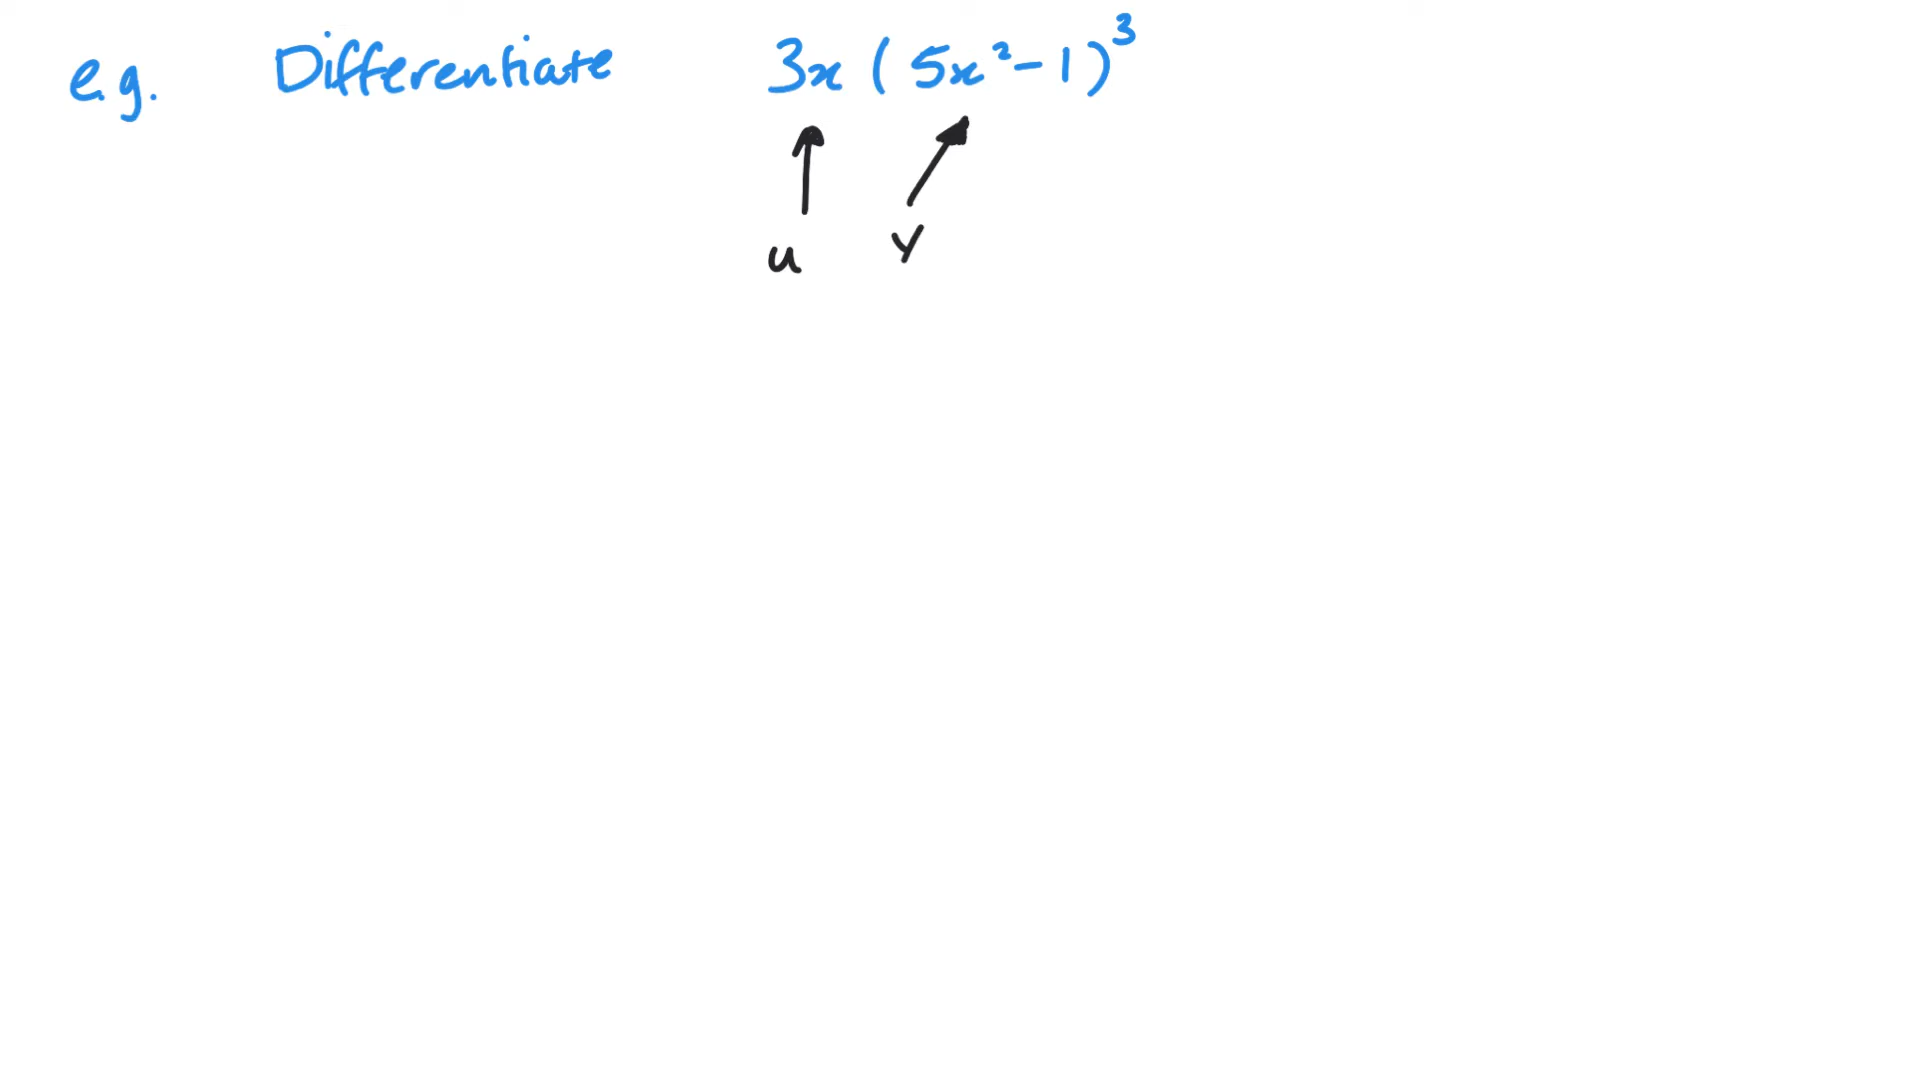 e.g. Differentiate 3x (5x²-1)³
u y